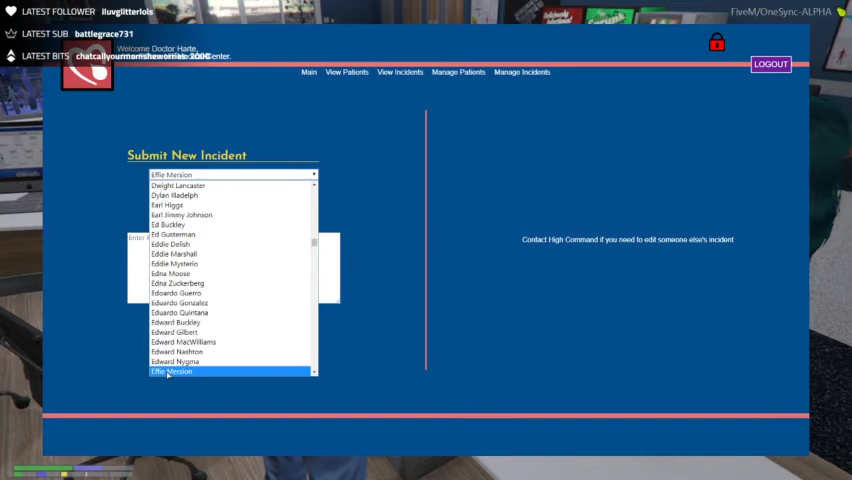 LATEST FOLLOWER iluvglitterlols
LATEST SUB battlegrace731
LATEST BITS
FiveM/OneSync-ALPHA
Welcome Doctor Harte,
Center.
LOGOUT
Main View Patients View Incidents Manage Patients Manage Incidents
Submit New Incident
Effie Mersion
Dwight Lancaster
Dylan Illadelph
Earl Higgs
Earl Jimmy Johnson
Ed Buckley
Ed Gusterman
Eddie Delish
Eddie Marshall
Eddie Mysterio
Edna Moose
Edna Zuckerberg
Edoardo Guerro
Eduardo Gonzalez
Eduardo Quintana
Edward Buckley
Edward Gilbert
Edward MacWilliams
Edward Nashton
Edward Nygma
Effie Mersion
Enter
Contact High Command if you need to edit someone else's incident.